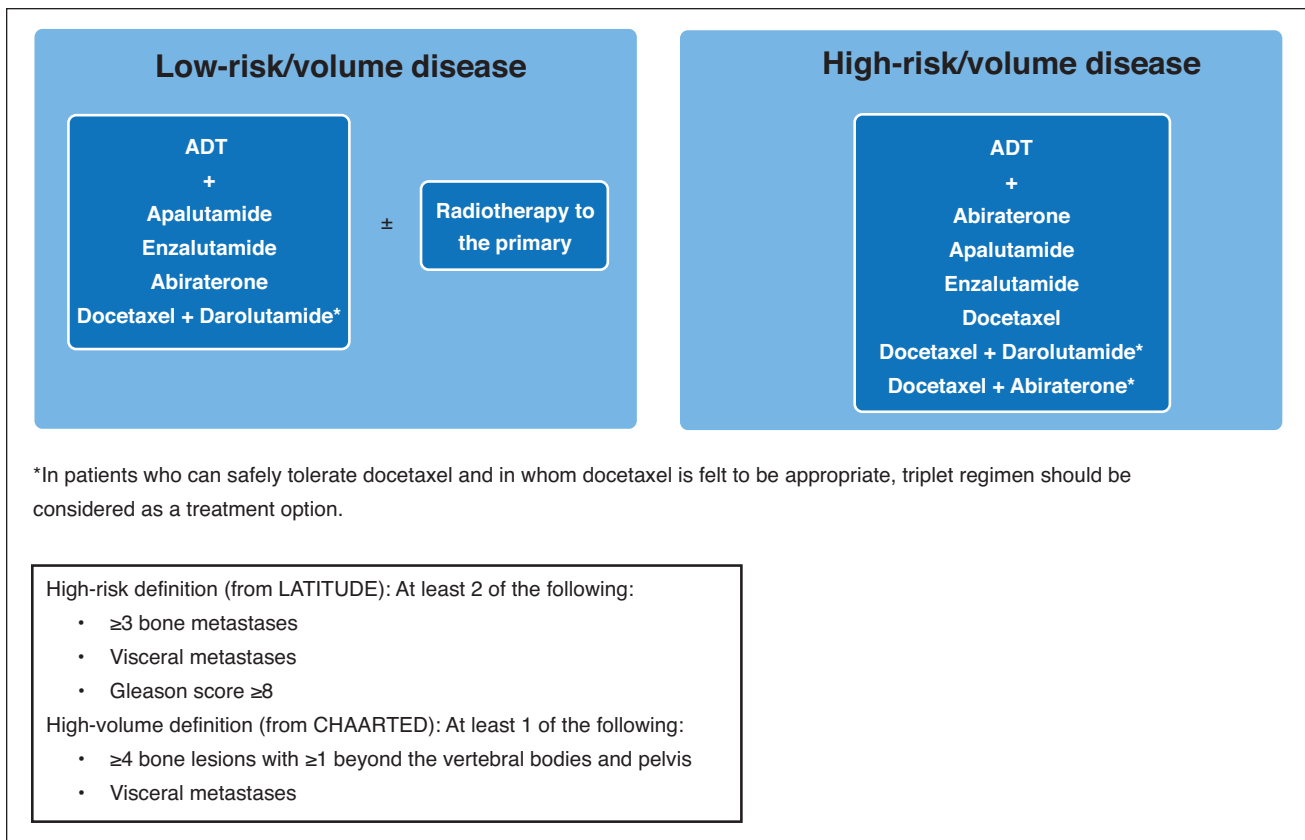 Low-risk/volume disease
ADT
+
Apalutamide
Enzalutamide
Abiraterone
Docetaxel + Darolutamide*
±
Radiotherapy to
the primary
High-risk/volume disease
ADT
+
Abiraterone
Apalutamide
Enzalutamide
Docetaxel
Docetaxel + Darolutamide*
Docetaxel + Abiraterone*
*In patients who can safely tolerate docetaxel and in whom docetaxel is felt to be appropriate, triplet regimen should be
considered as a treatment option.
High-risk definition (from LATITUDE): At least 2 of the following:
• ≥3 bone metastases
• Visceral metastases
• Gleason score ≥8
High-volume definition (from CHAARTED): At least 1 of the following:
• ≥4 bone lesions with ≥1 beyond the vertebral bodies and pelvis
• Visceral metastases